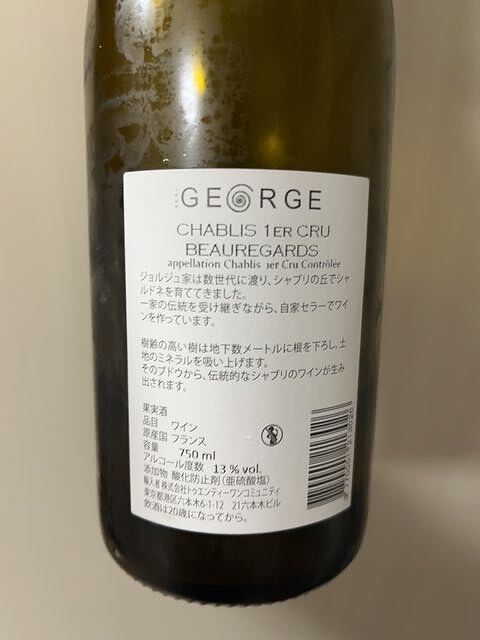 GEORGE
CHABLIS 1ER CRU
BEAUREGARDS
appellation Chablis 1er Cru Contrôlée
ジョルジュ家は数世代に渡り、シャブリの丘でシャ
ルドネを育ててきました。
一家の伝統を受け継ぎながら、自家セラーでワイ
ンを作っています。
樹齢の高い樹は地下数メートルに根を下ろし、土
地のミネラルを吸い上げます。
そのブドウから、伝統的なシャブリのワインが生み
出されます。
果実酒
品目 ワイン
原産国 フランス
容量 750 ml
アルコール度数 13 % vol.
添加物 酸化防止剤（亜硫酸塩）
輸入者 株式会社トゥエンティーワンコミュニティ
東京都港区六本木6-1-12 21六本木ビル
飲酒は20歳になってから。